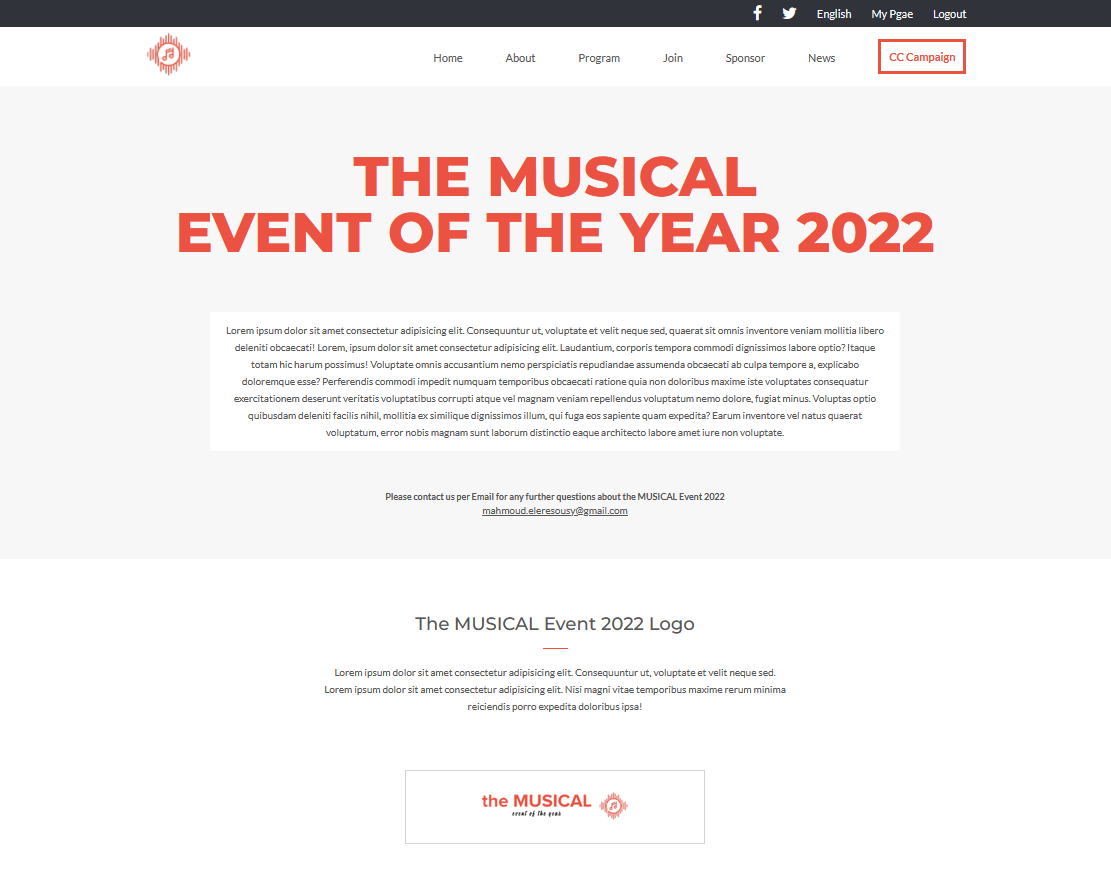 English My Pgae Logout
Home About Program Join Sponsor News CC Campaign
THE MUSICAL
EVENT OF THE YEAR 2022
Lorem ipsum dolor sit amet consectetur adipisicing elit. Consequuntur ut, voluptate et velit neque sed, quaerat sit omnis inventore veniam mollitia libero
deleniti obcaecati! Lorem, ipsum dolor sit amet consectetur adipisicing elit. Laudantium, corporis tempora commodi dignissimos labore optio? Itaque
totam hic harum possimus! Voluptate omnis accusantium nemo perspiciatis repudiandae assumenda obcaecati ab culpa tempore a, explicabo
doloremque esse? Perferendis commodi impedit numquam temporibus obcaecati ratione quia non doloribus maxime iste voluptates consequatur
exercitationem deserunt veritatis voluptatibus corrupti atque vel magnam veniam repellendus voluptatum nemo dolore, fugiat minus. Voluptas optio
quibusdam deleniti facilis nihil, mollitia ex similique dignissimos illum, qui fuga eos sapiente quam expedita? Earum inventore vel natus quaerat
voluptatum, error nobis magnam sunt laborum distinctio eaque architecto labore amet iure non voluptate.
Please contact us per Email for any further questions about the MUSICAL Event 2022
mahmoud.eleresousy@gmail.com
The MUSICAL Event 2022 Logo
Lorem ipsum dolor sit amet consectetur adipisicing elit. Consequuntur ut, voluptate et velit neque sed.
Lorem ipsum dolor sit amet consectetur adipisicing elit. Nisi magni vitae temporibus maxime rerum minima
reiciendis porro expedita doloribus ipsa!
the MUSICAL
event of the year